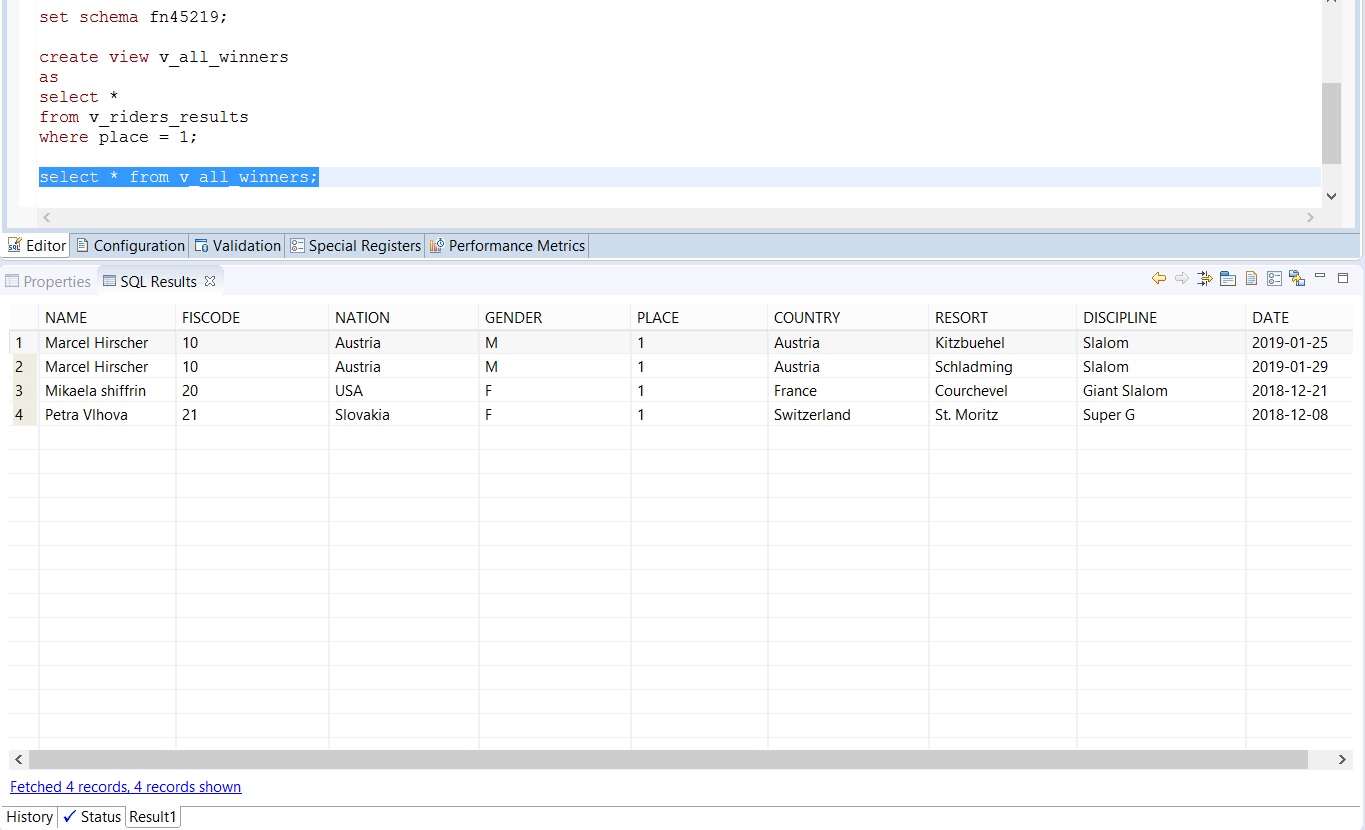 set schema fn45219;
create view v_all_winners
as
select *
from v_riders_results
where place = 1;
select * from v_all_winners;
Editor Configuration Validation Special Registers Performance Metrics
Properties SQL Results
NAME FISCODE NATION GENDER PLACE COUNTRY RESORT DISCIPLINE DATE
1 Marcel Hirscher 10 Austria M 1 Austria Kitzbuehel Slalom 2019-01-25
2 Marcel Hirscher 10 Austria M 1 Austria Schladming Slalom 2019-01-29
3 Mikaela shiffrin 20 USA F 1 France Courchevel Giant Slalom 2018-12-21
4 Petra Vlhova 21 Slovakia F 1 Switzerland St. Moritz Super G 2018-12-08
Fetched 4 records, 4 records shown
History Status Result1